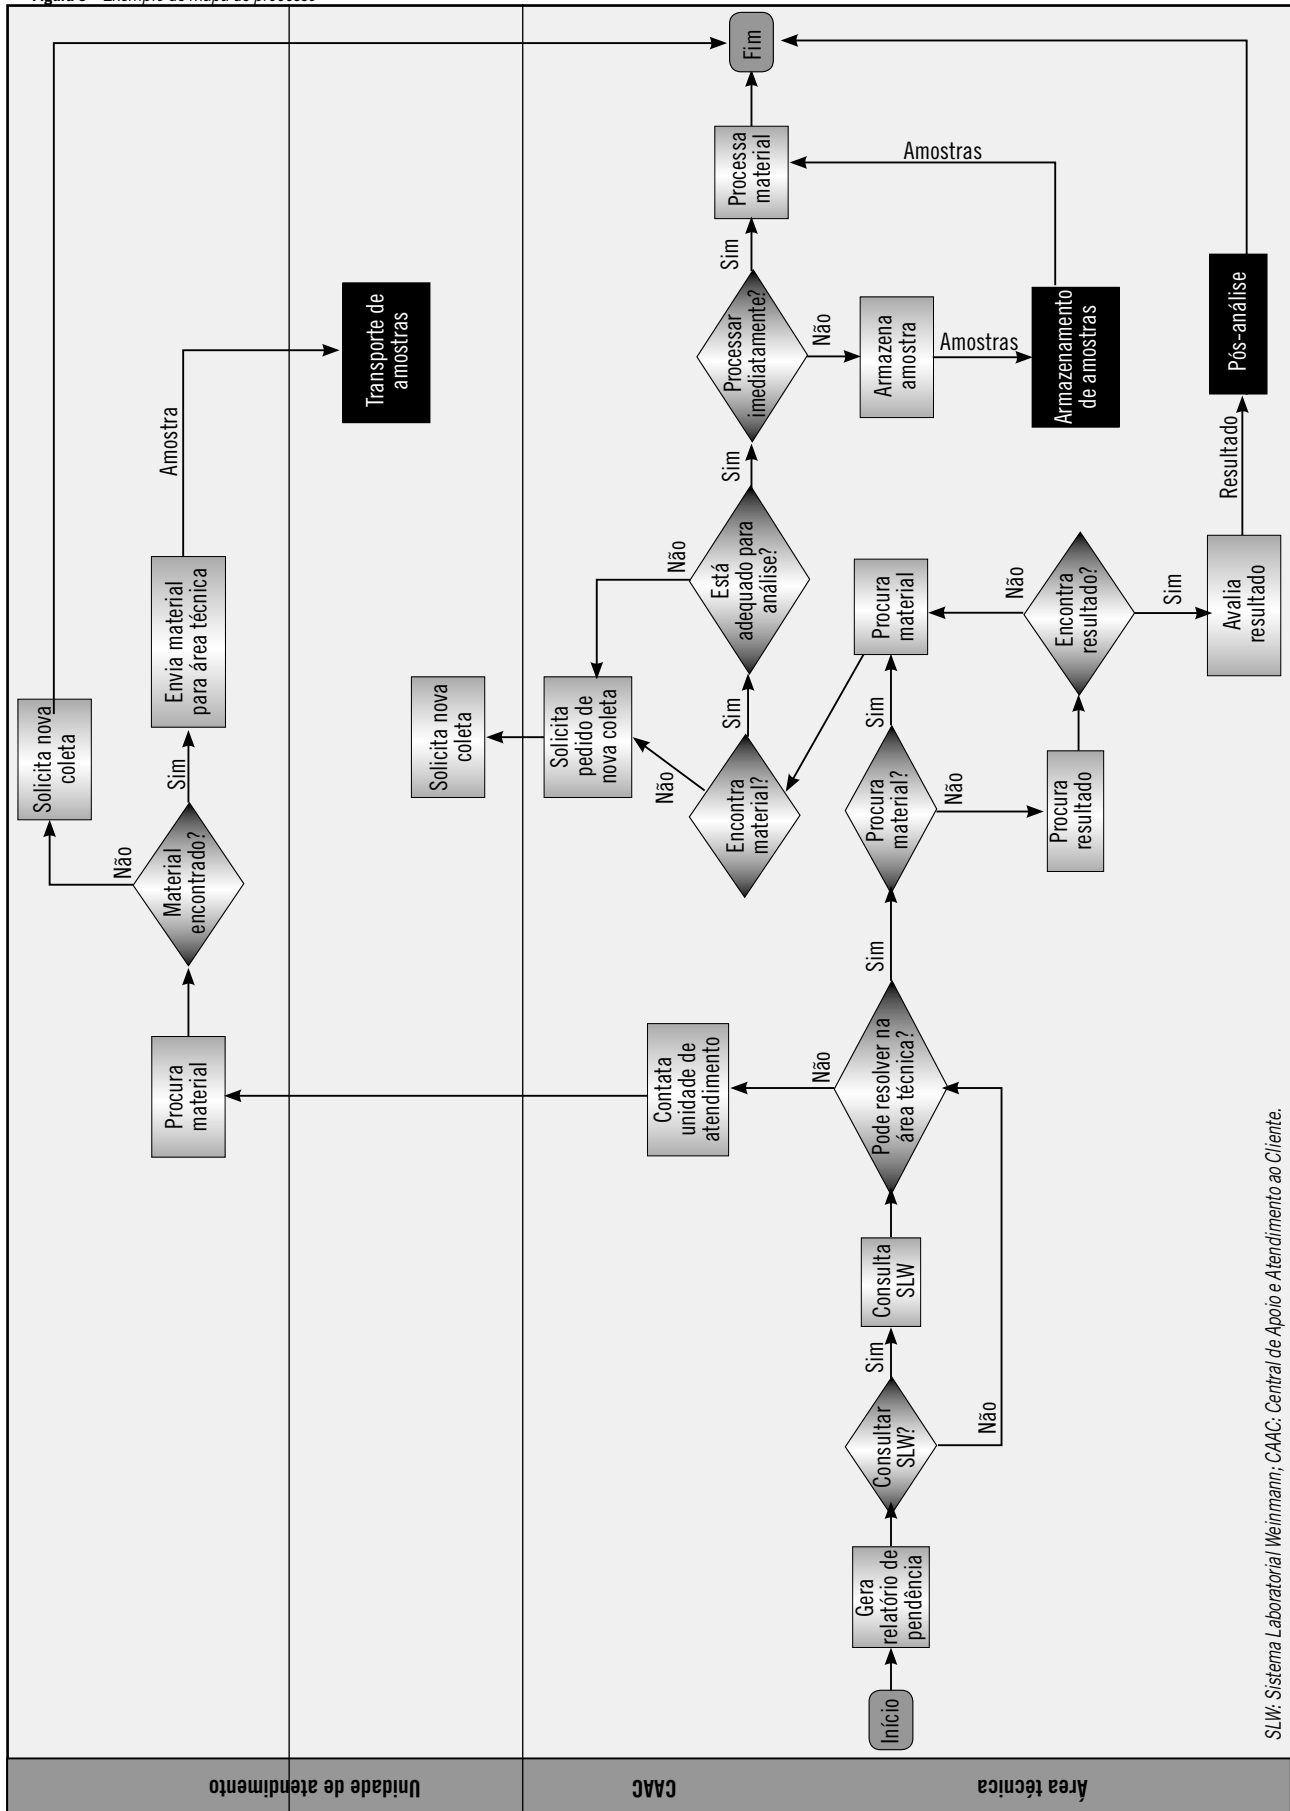 Figura 3 – Exemplo de mapa de processo
Unidade de atendimento
CAAC
Área técnica
Procura
material
Material
encontrado?
Não
Sim
Solicita nova
coleta
Envia material
para área técnica
Amostra
Transporte de
amostras
Solicita nova
coleta
Contata
unidade de
atendimento
Solicita
pedido de
nova coleta
Não
Não
Encontra
material?
Sim
Está
adequado para
análise?
Sim
Processar
imediatamente?
Sim
Processa
material
Fim
Não
Armazena
amostra
Amostras
Armazenamento
de amostras
Amostras
Início
Gera
relatório de
pendência
Consultar
SLW?
Sim
Não
Consulta
SLW
Pode resolver na
área técnica?
Não
Sim
Procura
material?
Sim
Não
Procura
material
Procura
resultado
Encontra
resultado?
Não
Sim
Avalia
resultado
Resultado
Pós-análise
SLW: Sistema Laboratorial Weinmann; CAAC: Central de Apoio e Atendimento ao Cliente.